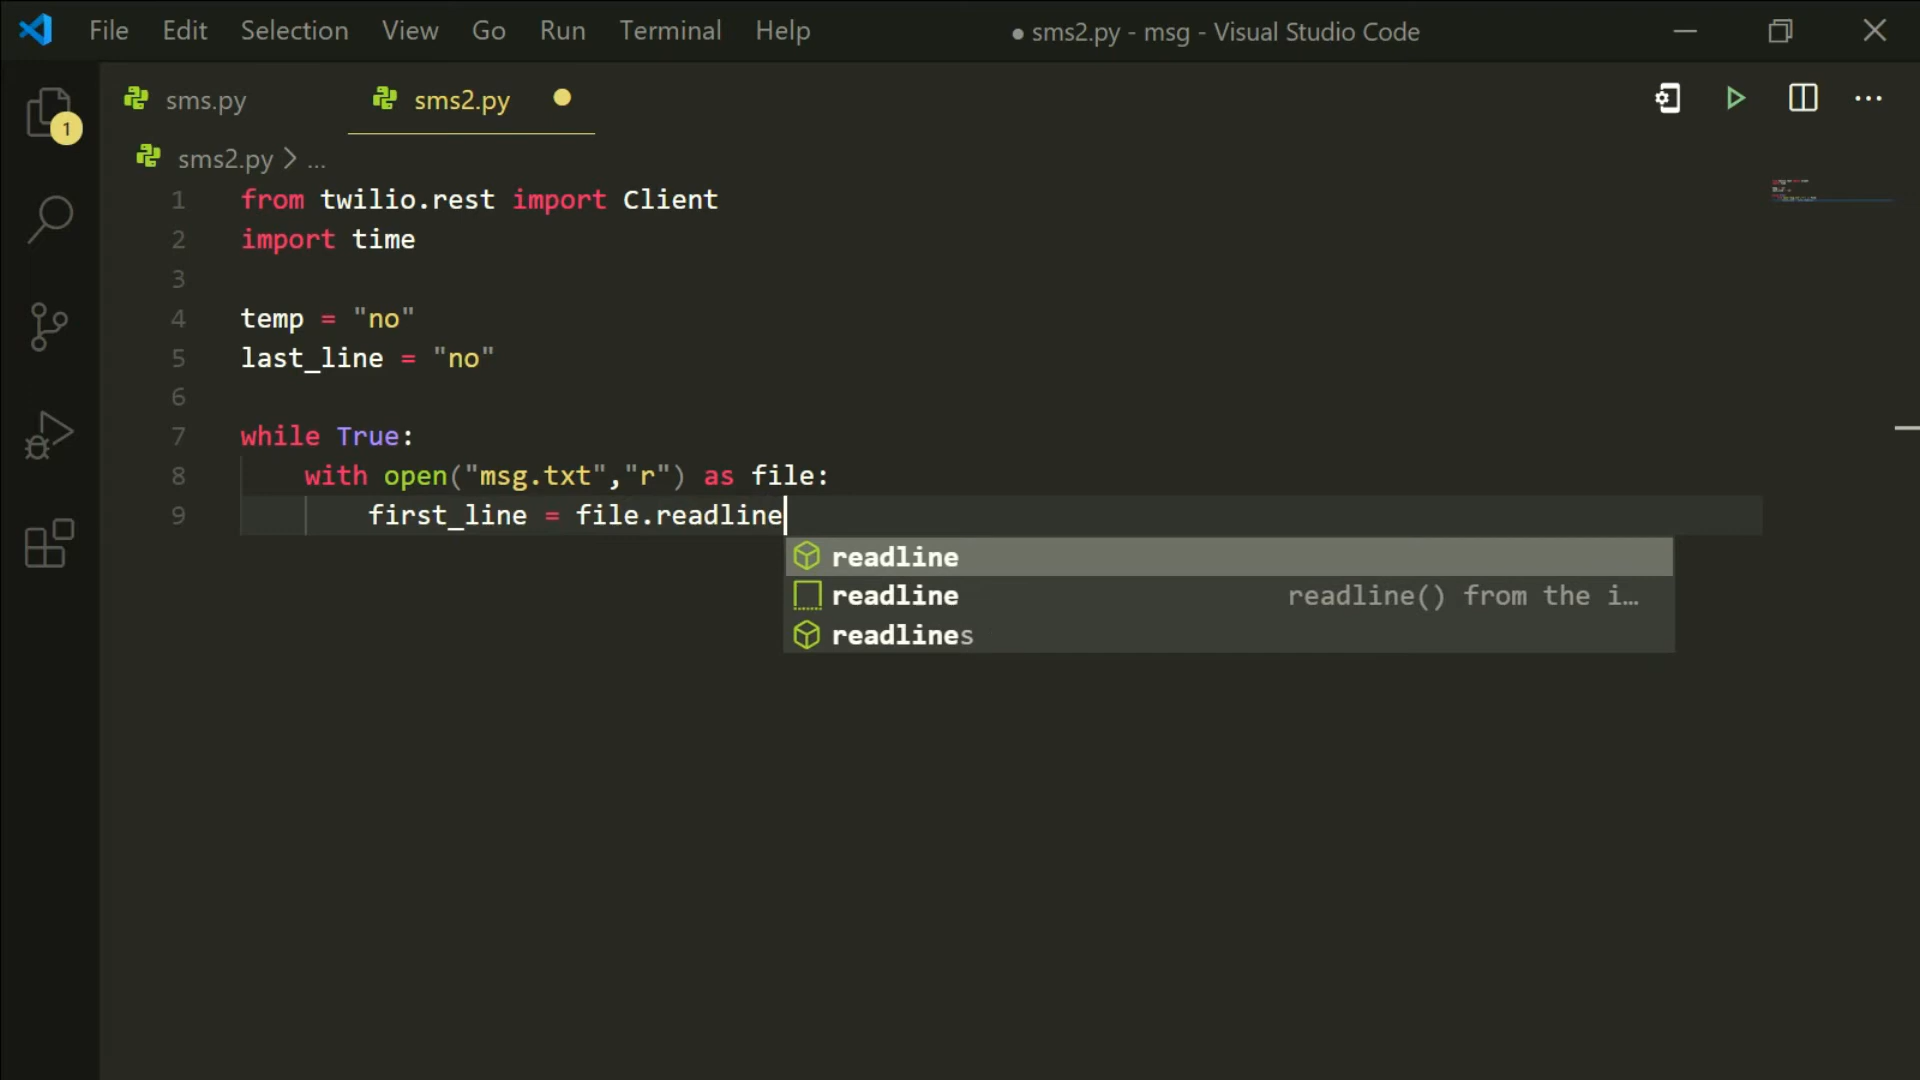 File Edit Selection View Go Run Terminal Help ● sms2.py - msg - Visual Studio Code
1
sms.py sms2.py
sms2.py > ...
1 from twilio.rest import Client
2 import time
3
4 temp = "no"
5 last_line = "no"
6
7 while True:
8 with open("msg.txt","r") as file:
9 first_line = file.readline
readline
readline readline() from the i…
readlines